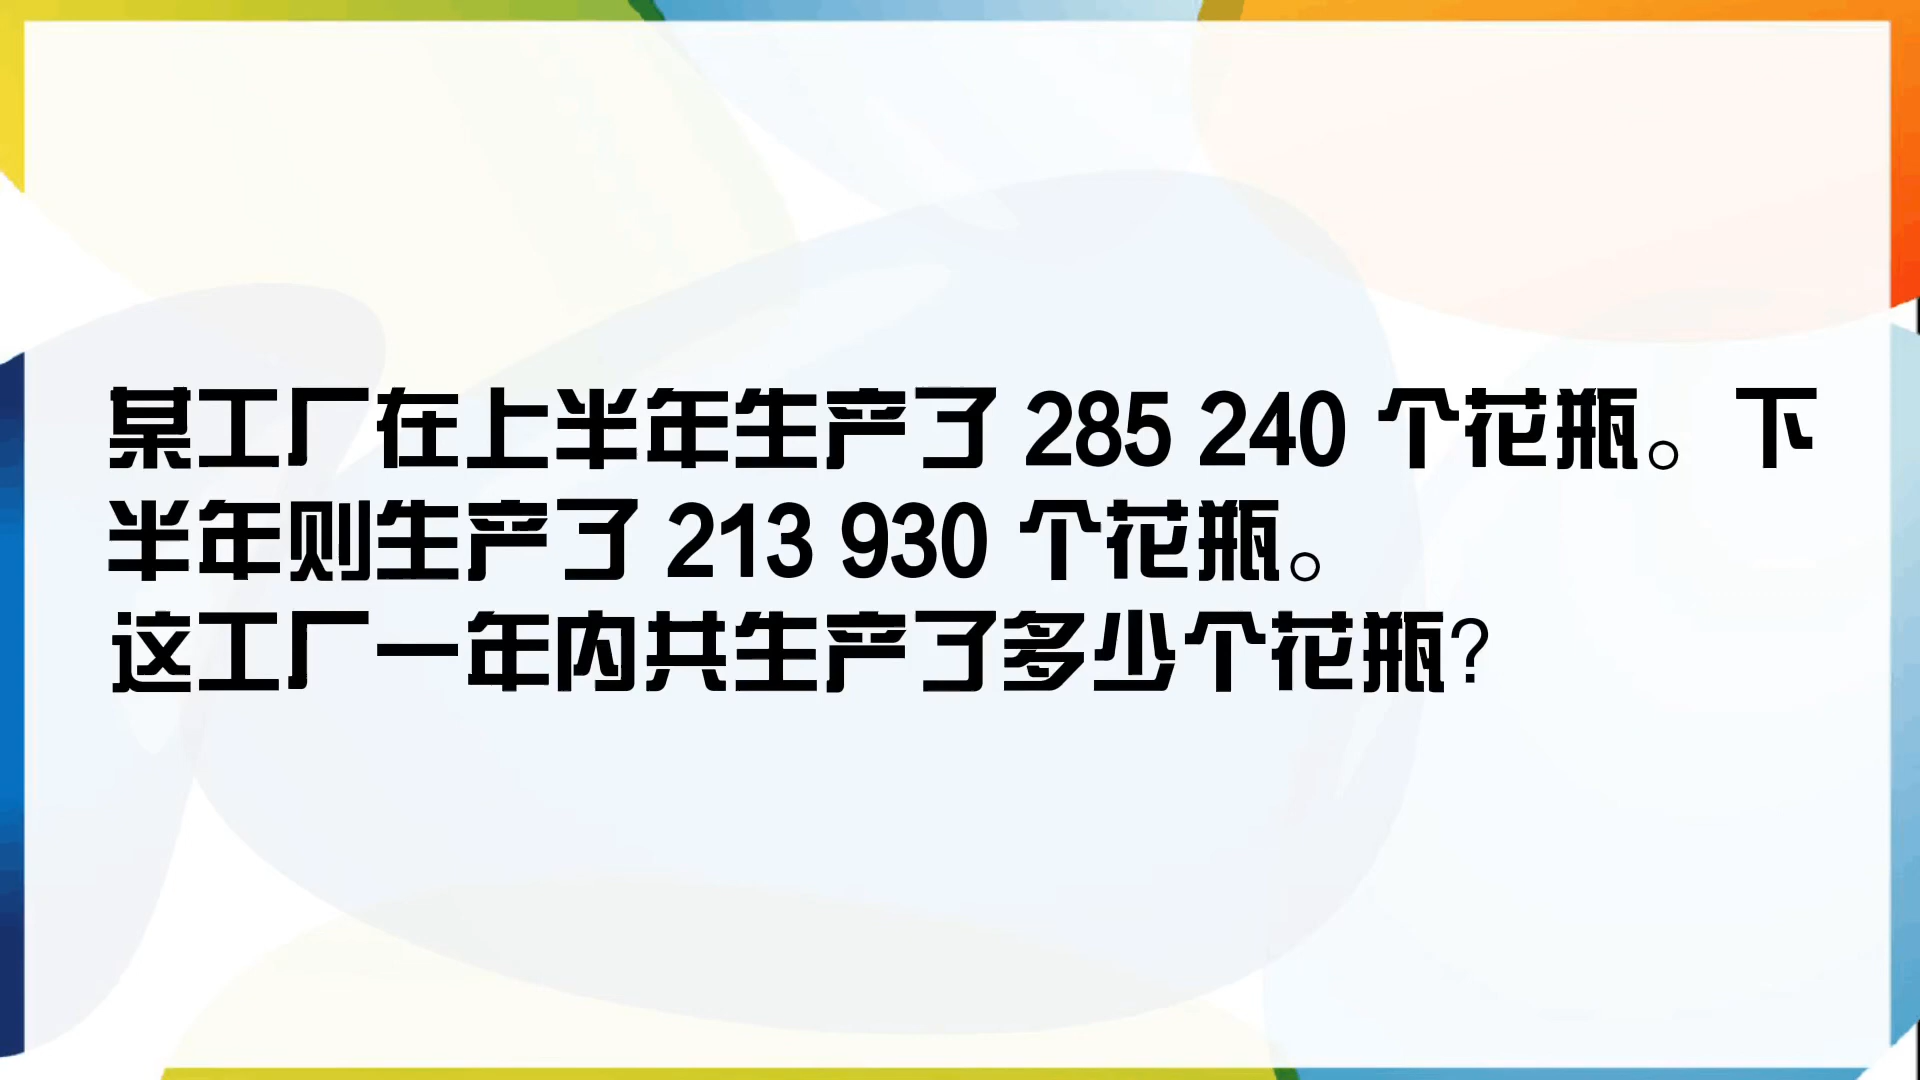 某工厂在上半年生产了 285 240 个花瓶。下
半年则生产了 213 930 个花瓶。
这工厂一年内共生产了多少个花瓶?